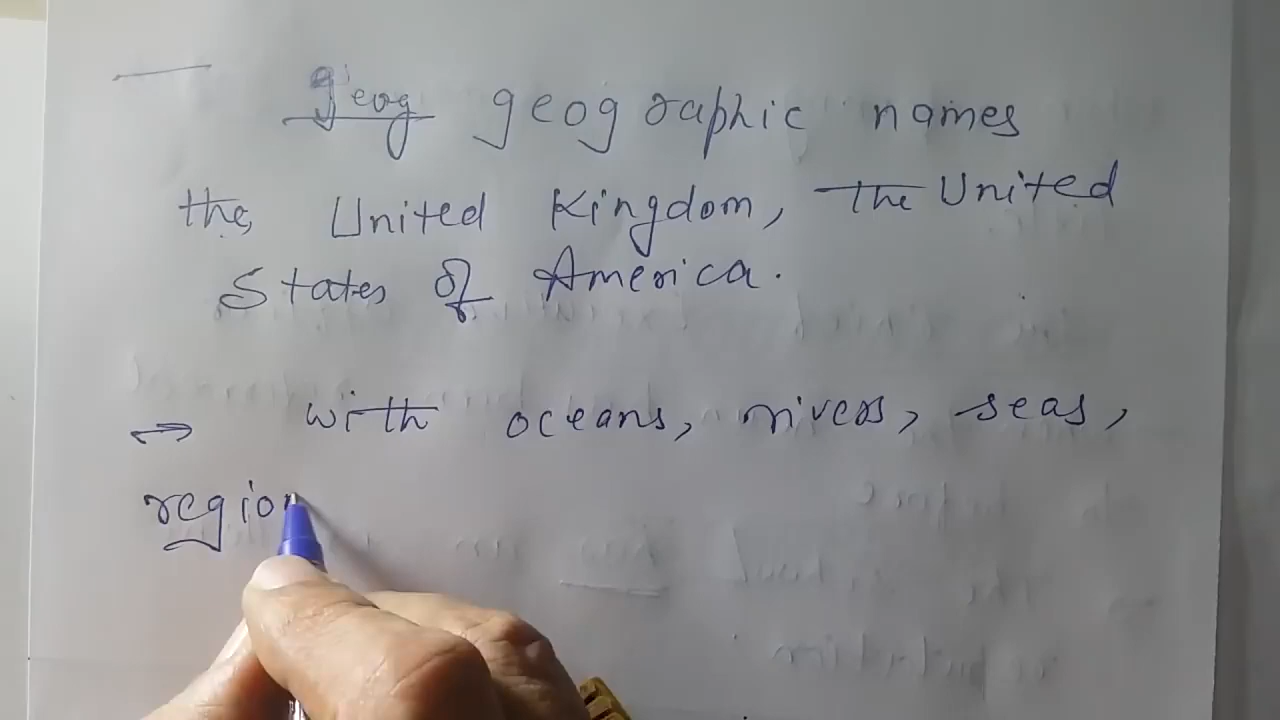 geog geographic names
the United Kingdom, the United
States of America.
↔ with oceans, rivers, seas,
region